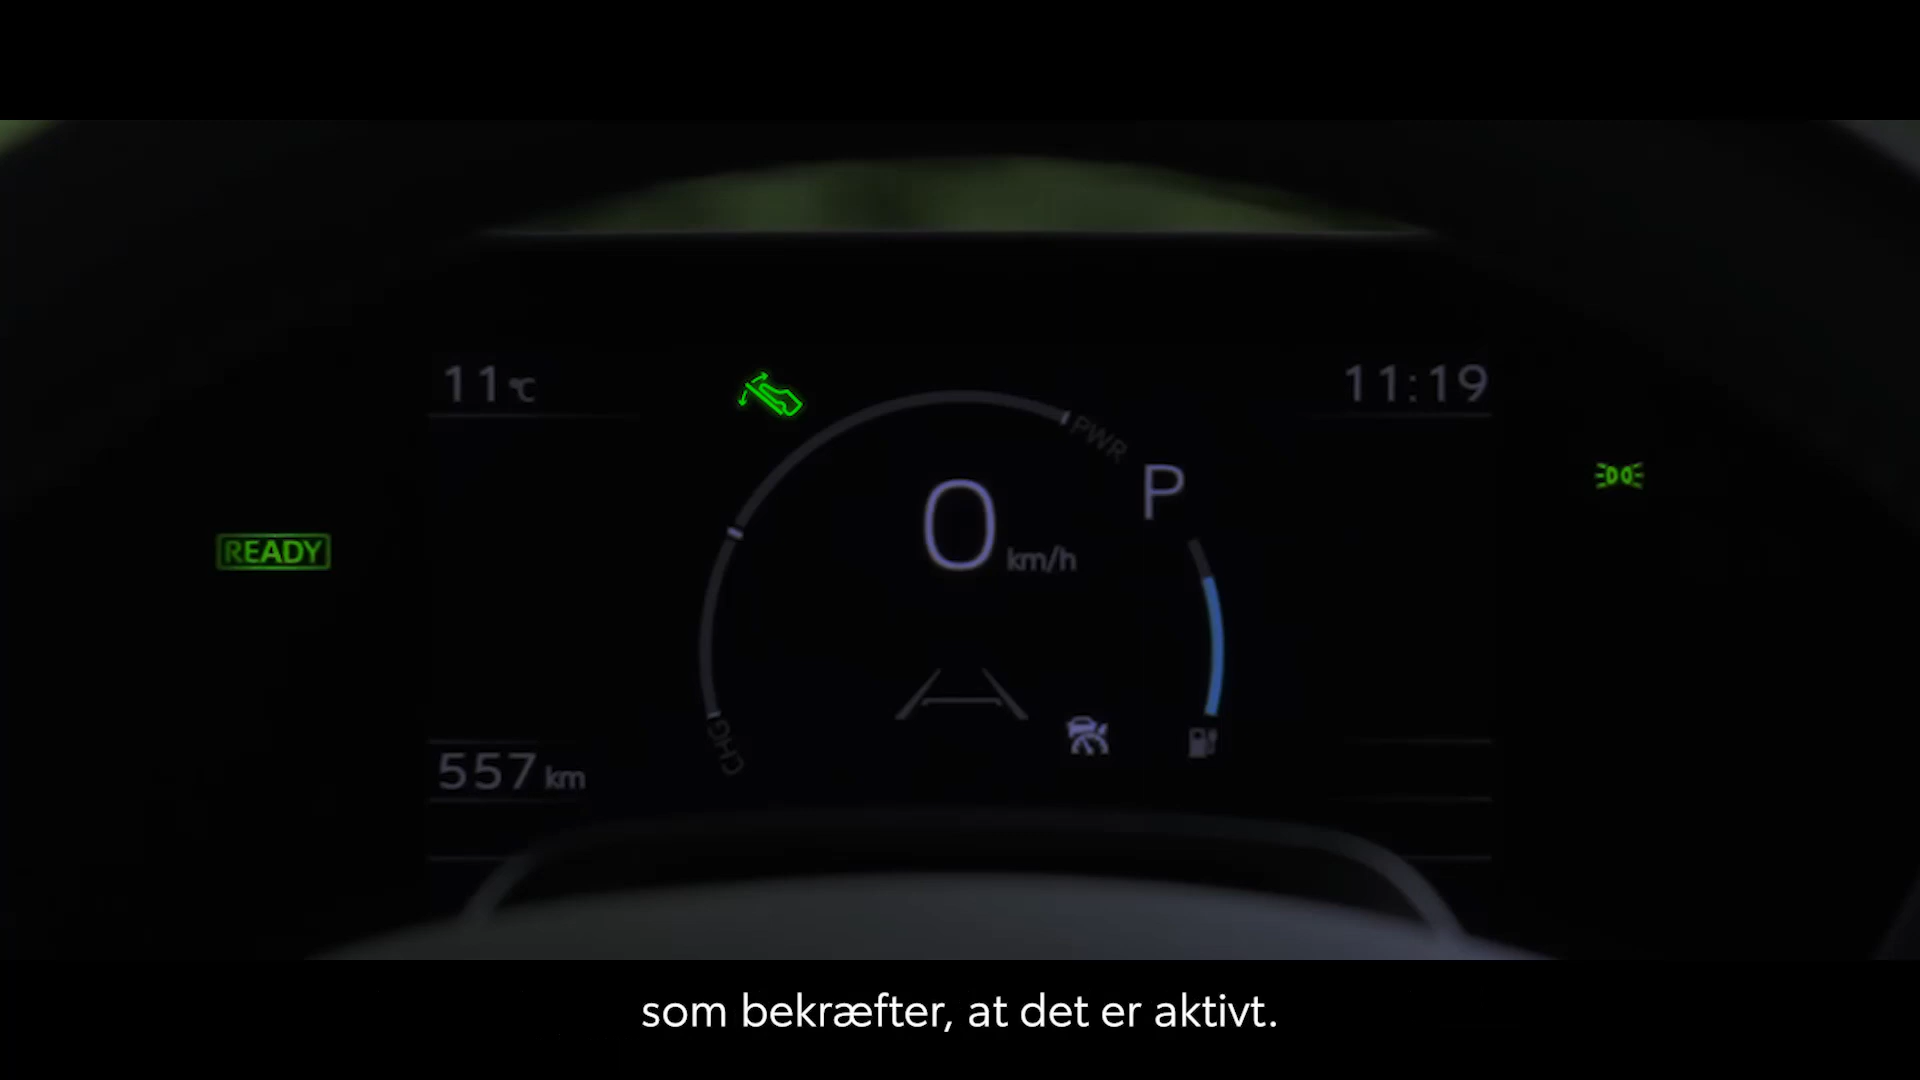 11°C
11:19
PWR
P
0 km/h
READY
CHG
557 km
som bekræfter, at det er aktivt.